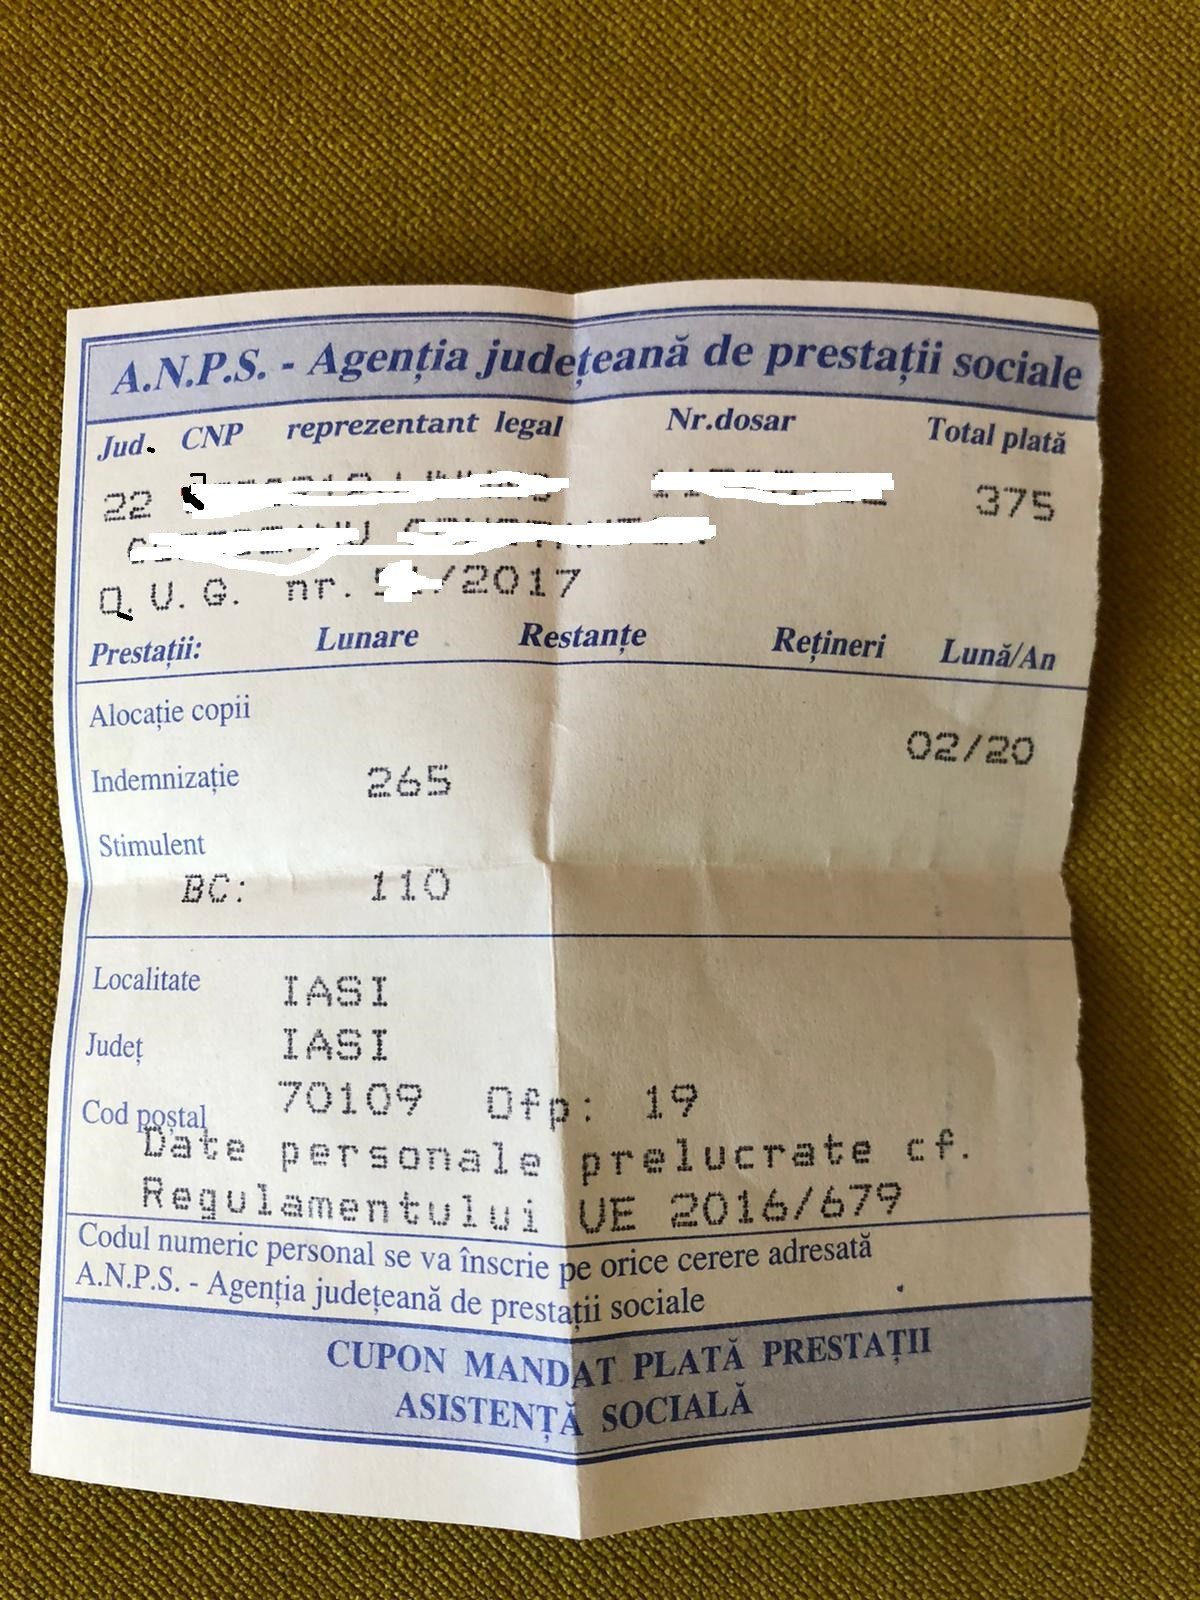 A.N.P.S. - Agenția județeană de prestații sociale
Jud. CNP reprezentant legal Nr.dosar Total plată
22 375
O.U.G. nr. /2017
Prestații: Lunare Restanțe Rețineri Lună/An
Alocație copii
02/20
Indemnizație 265
Stimulent
BC: 110
Localitate IASI
Județ IASI
Cod poștal 70109 Ofp: 19
Date personale prelucrate cf.
Regulamentului UE 2016/679
Codul numeric personal se va înscrie pe orice cerere adresată
A.N.P.S. - Agenția județeană de prestații sociale
CUPON MANDAT PLATĂ PRESTAȚII
ASISTENȚĂ SOCIALĂ